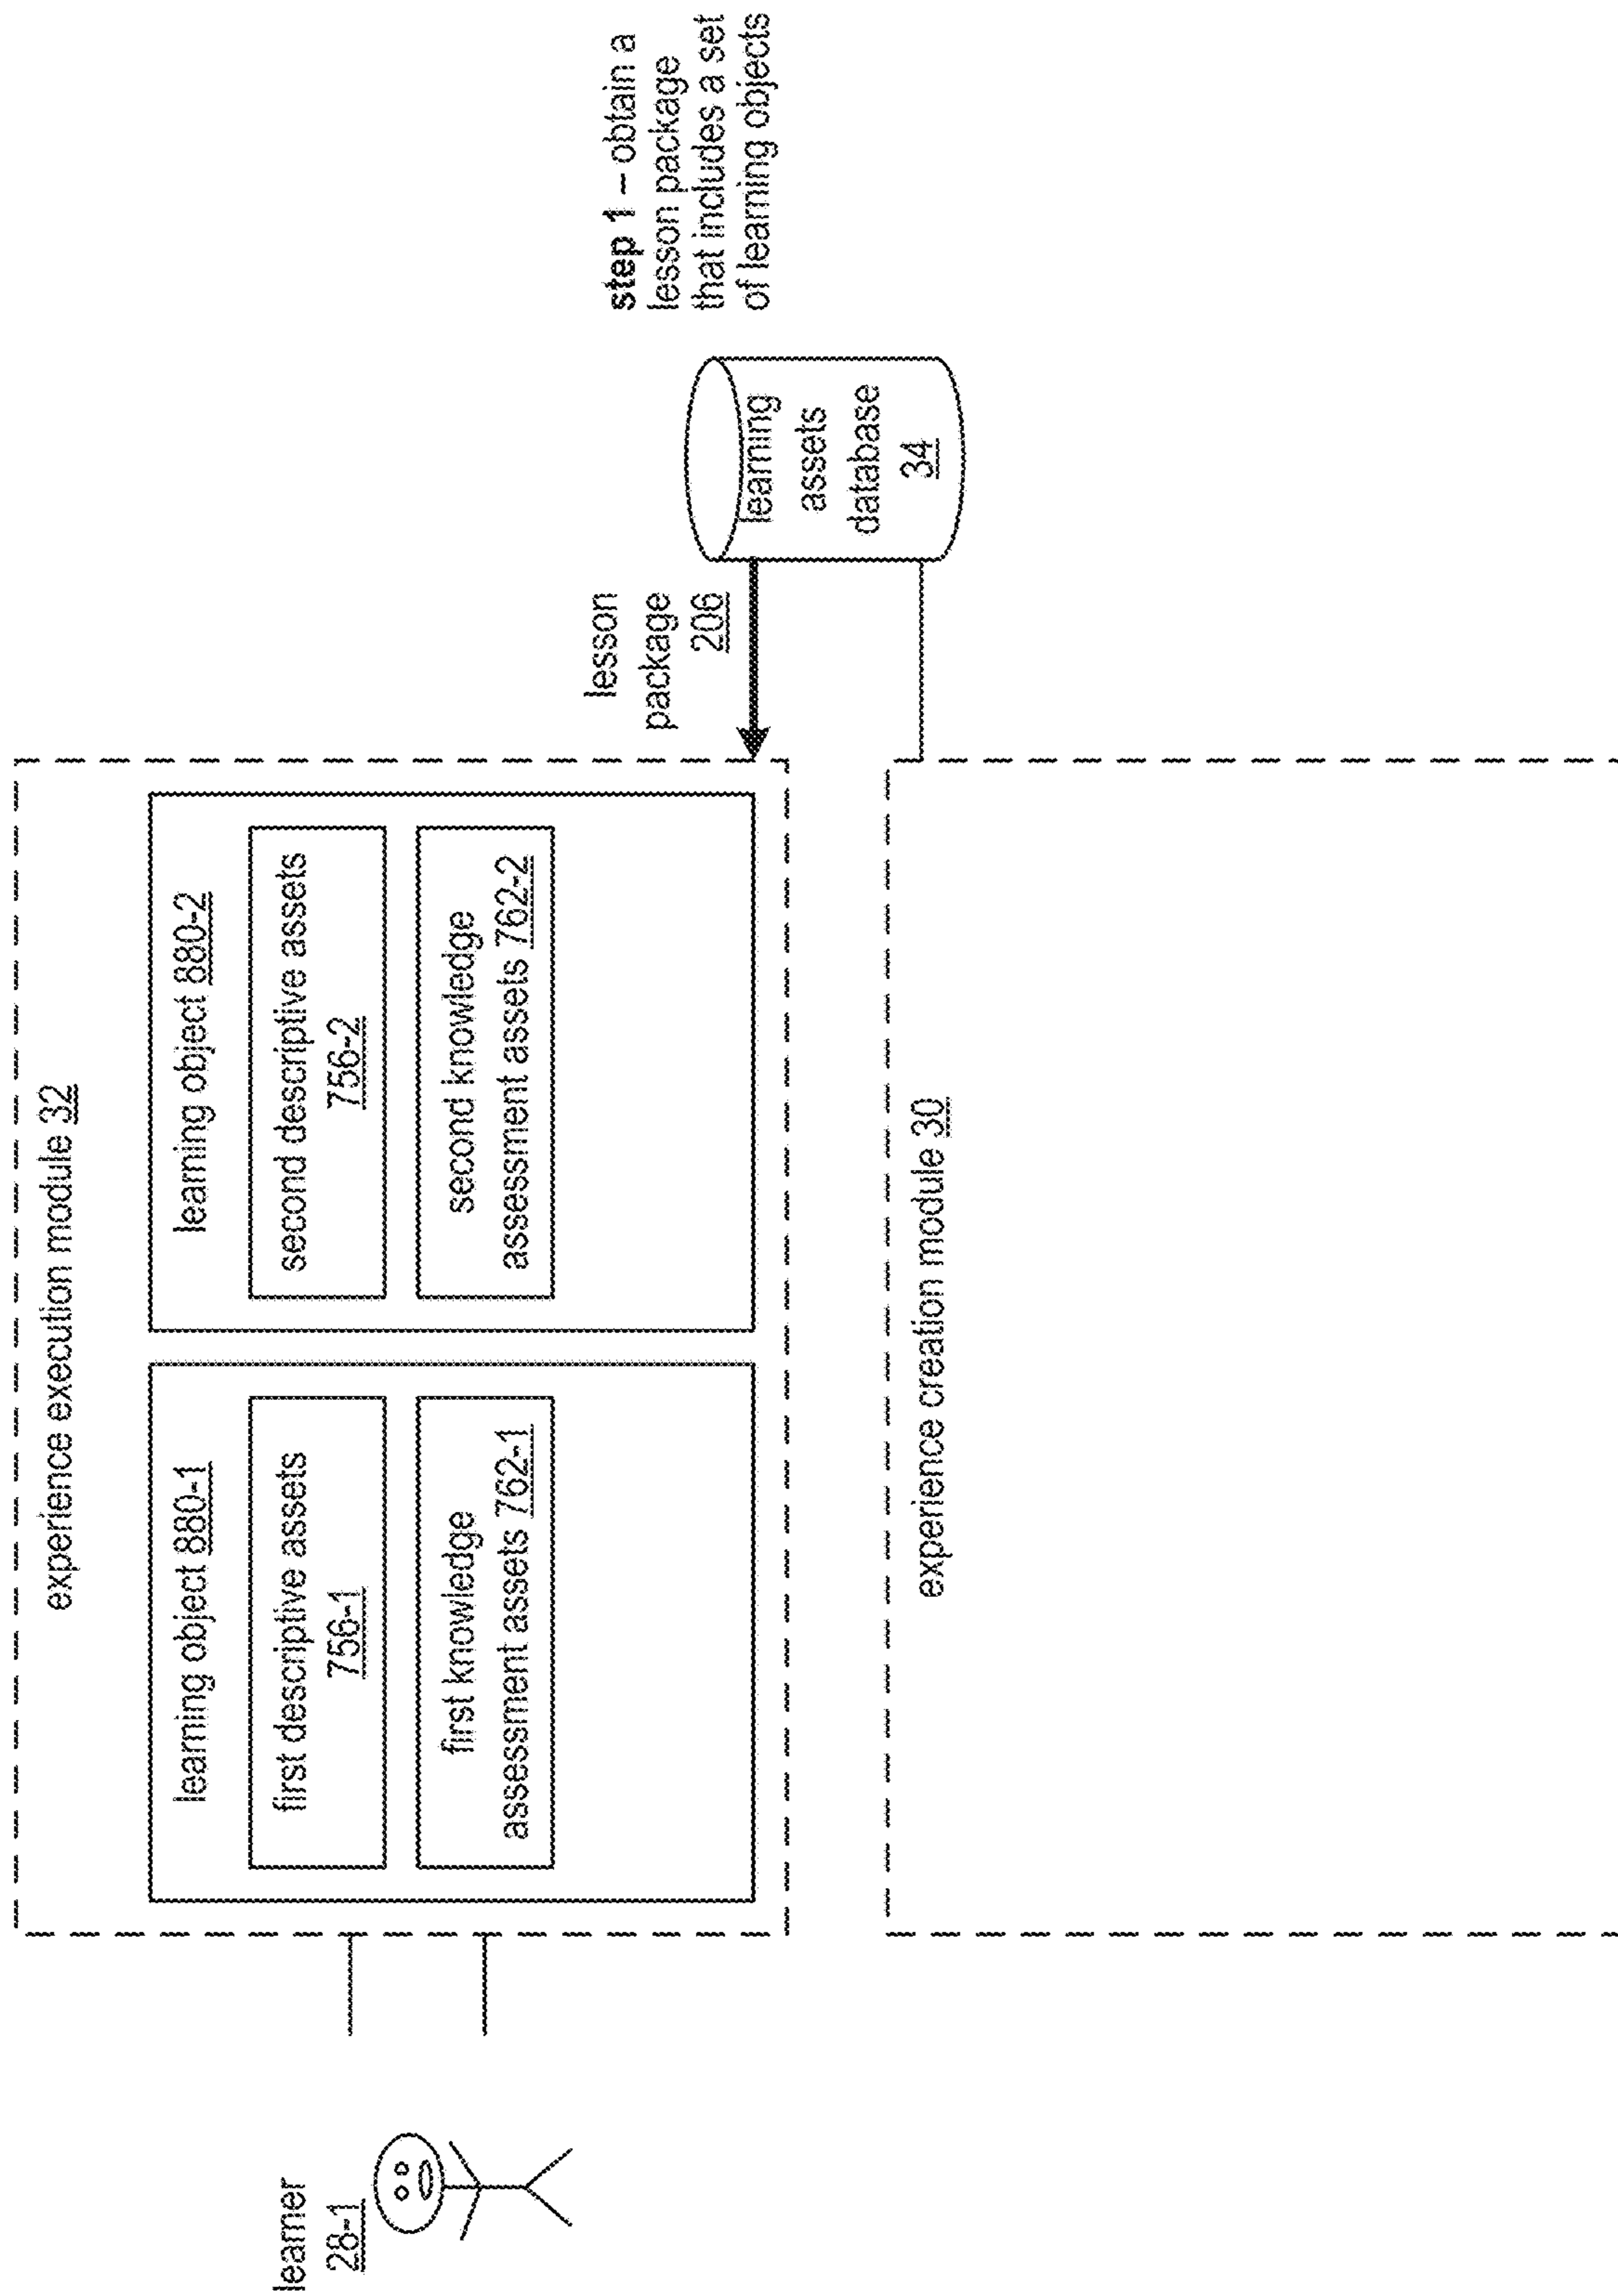 experience execution module 32
learner
28-1
learning object 880-1
first descriptive assets
756-1
first knowledge
assessment assets 762-1
learning object 880-2
second descriptive assets
756-2
second knowledge
assessment assets 762-2
lesson
package
206
learning
assets
database
34
step 1 – obtain a
lesson package
that includes a set
of learning objects
experience creation module 30